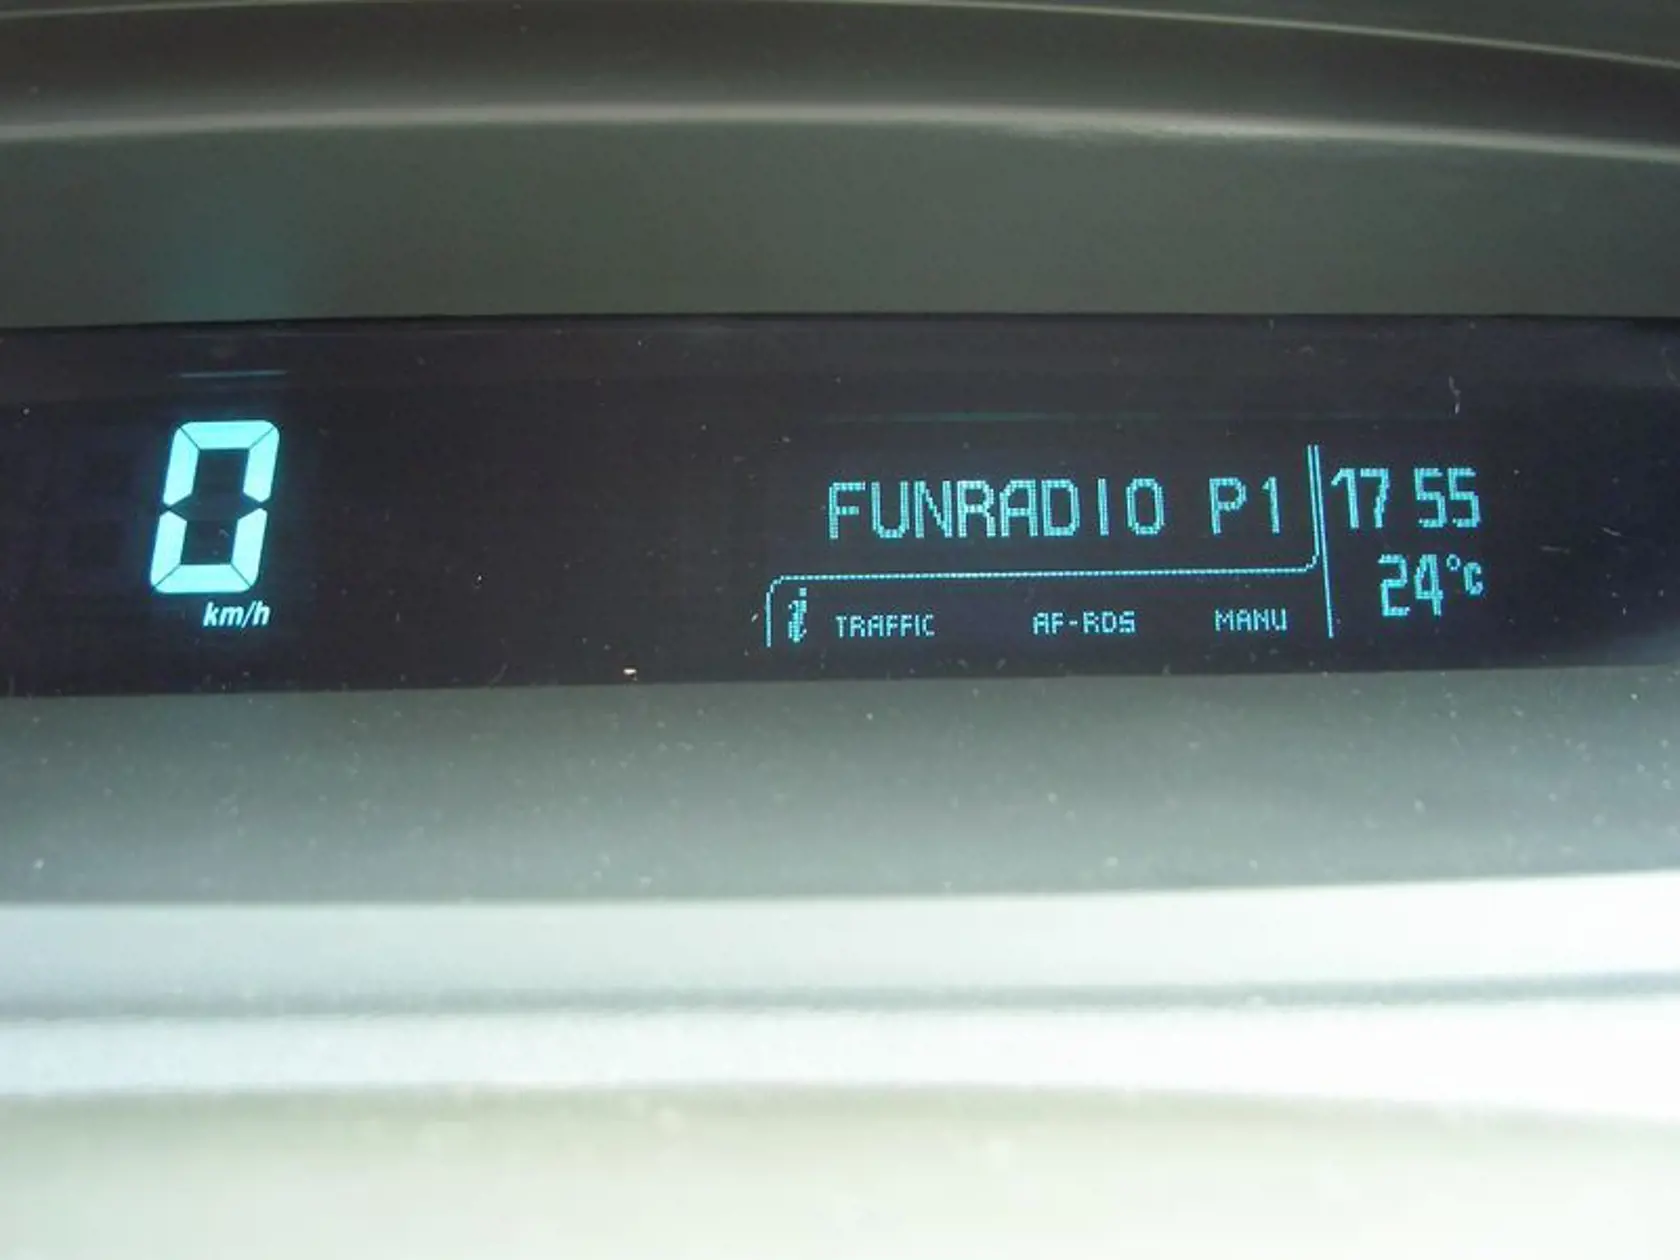 0
km/h
FUNRADIO P1
17 55
24°C
i TRAFFIC AF-RDS MANU